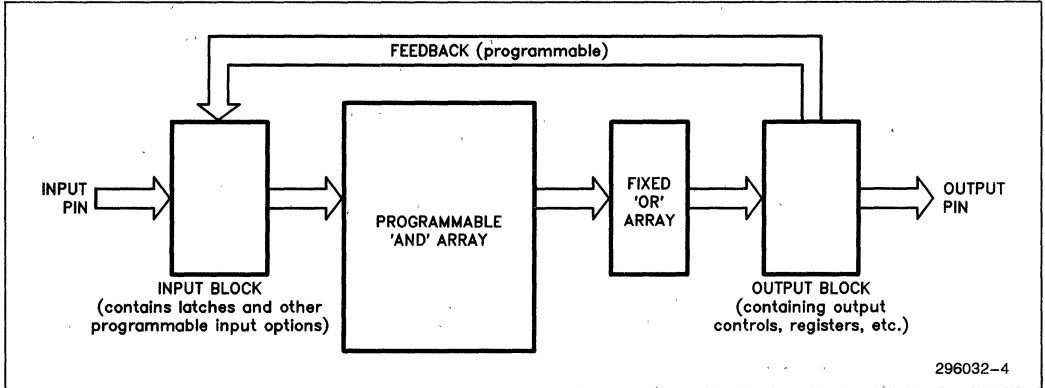 FEEDBACK (programmable)
INPUT
PIN
PROGRAMMABLE
'AND' ARRAY
FIXED
'OR'
ARRAY
OUTPUT
PIN
INPUT BLOCK
(contains latches and other
programmable input options)
OUTPUT BLOCK
(containing output
controls, registers, etc.)
296032-4